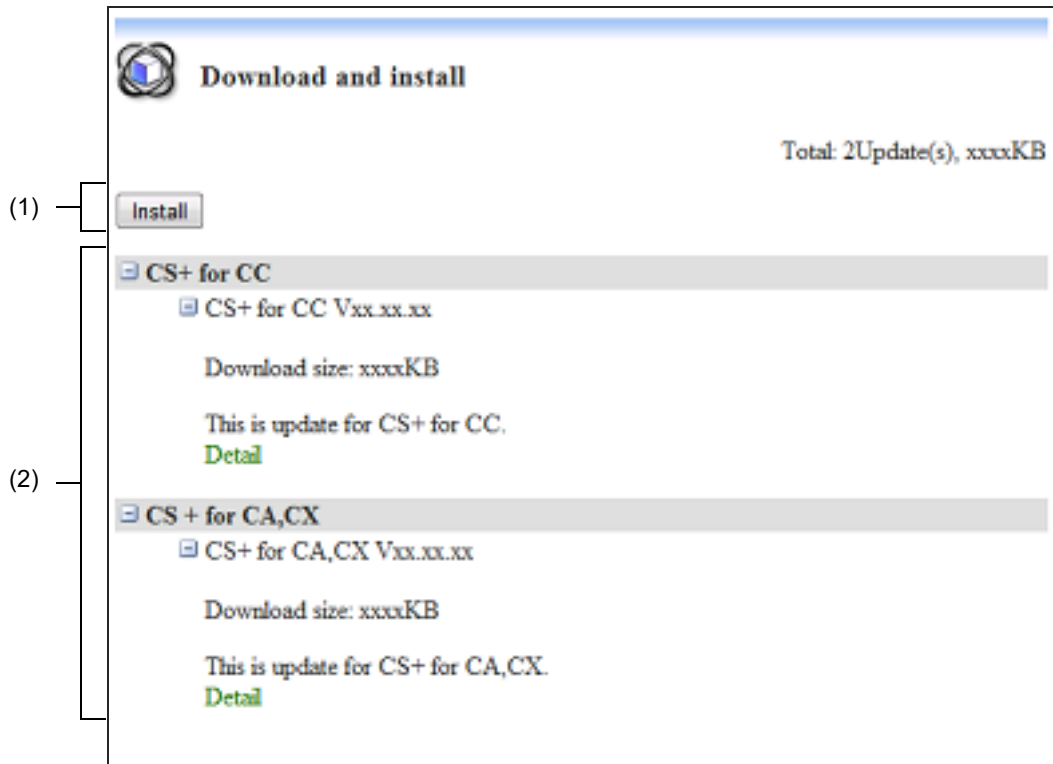 Download and install
Total: 2Update(s), xxxxKB
(1)
Install
CS+ for CC
CS+ for CC Vxx.xx.xx
Download size: xxxxKB
This is update for CS+ for CC.
Detail
(2)
CS + for CA,CX
CS+ for CA,CX Vxx.xx.xx
Download size: xxxxKB
This is update for CS+ for CA,CX.
Detail